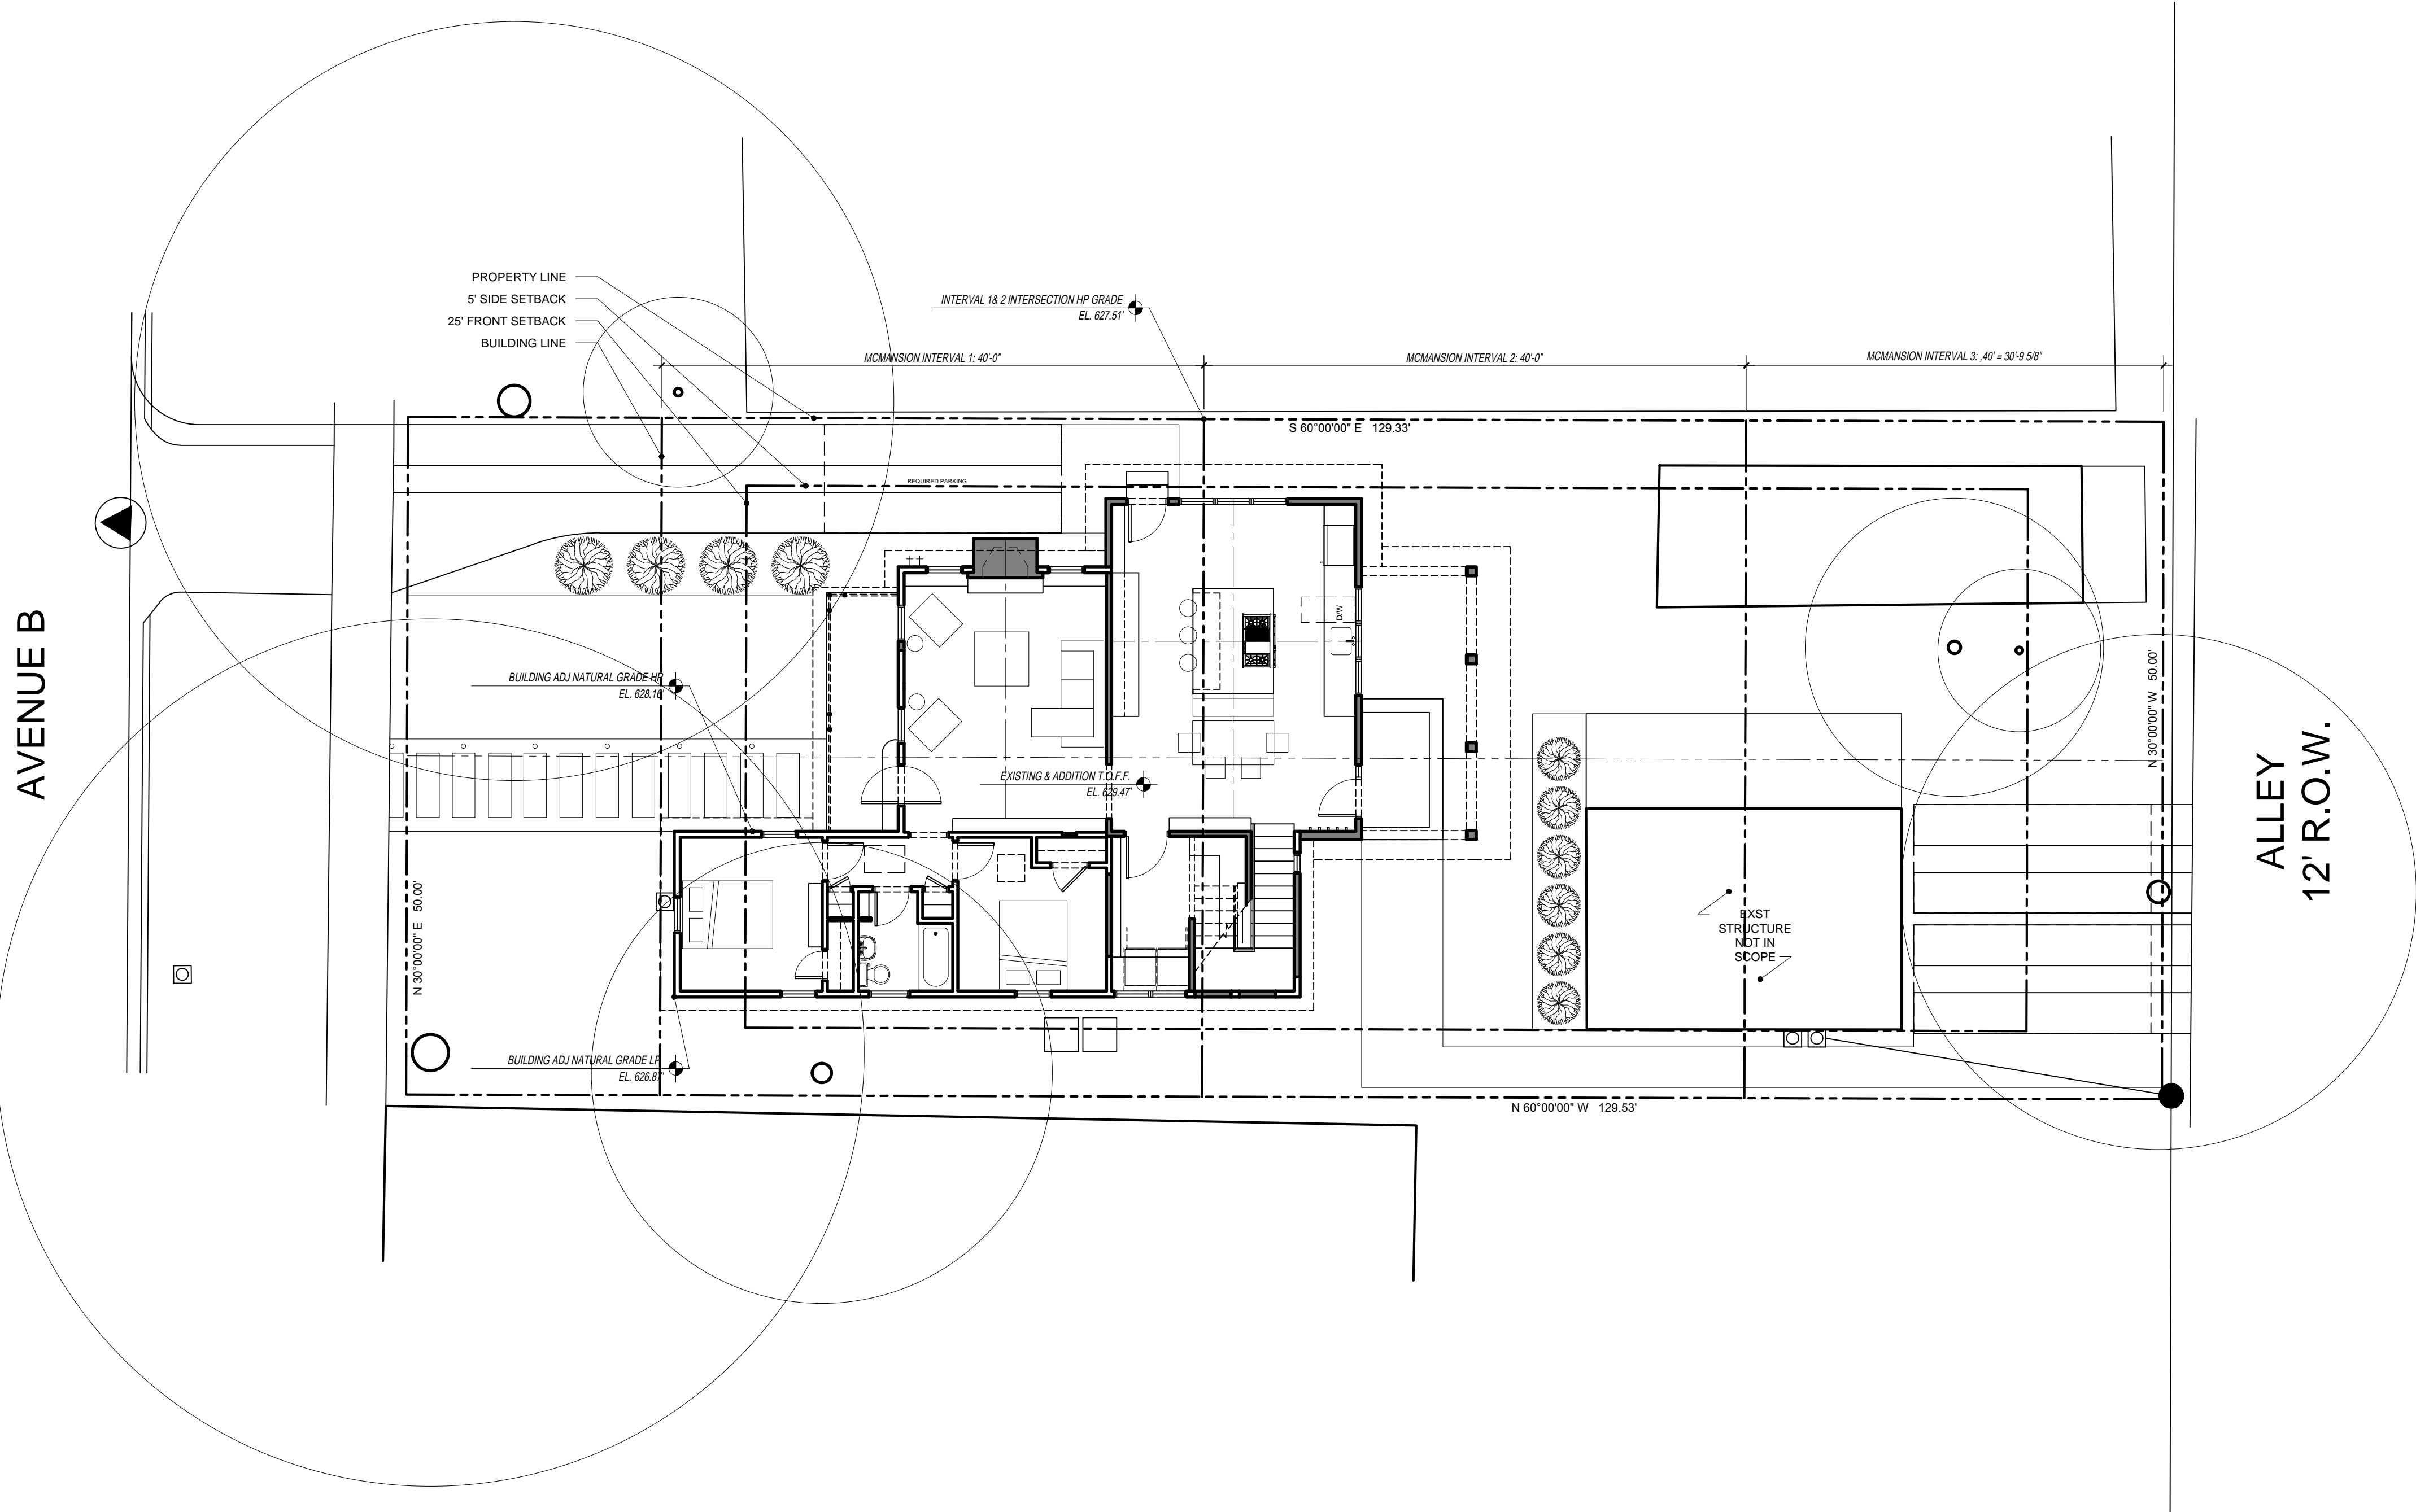 PROPERTY LINE
5' SIDE SETBACK
25' FRONT SETBACK
BUILDING LINE
INTERVAL 1& 2 INTERSECTION HP GRADE
EL. 627.51'
MCMANSION INTERVAL 1: 40'-0"
MCMANSION INTERVAL 2: 40'-0"
MCMANSION INTERVAL 3: ,40' = 30'-9 5/8"
S 60°00'00" E 129.33'
REQUIRED PARKING
D/W
AVENUE B
BUILDING ADJ NATURAL GRADE HP
EL. 628.16'
EXISTING & ADDITION T.O.F.F.
EL. 629.47'
N 30°00'00" W 50.00'
ALLEY
12' R.O.W.
N 30°00'00" E 50.00'
EXST
STRUCTURE
NOT IN
SCOPE
BUILDING ADJ NATURAL GRADE LP
EL. 626.87'
N 60°00'00" W 129.53'